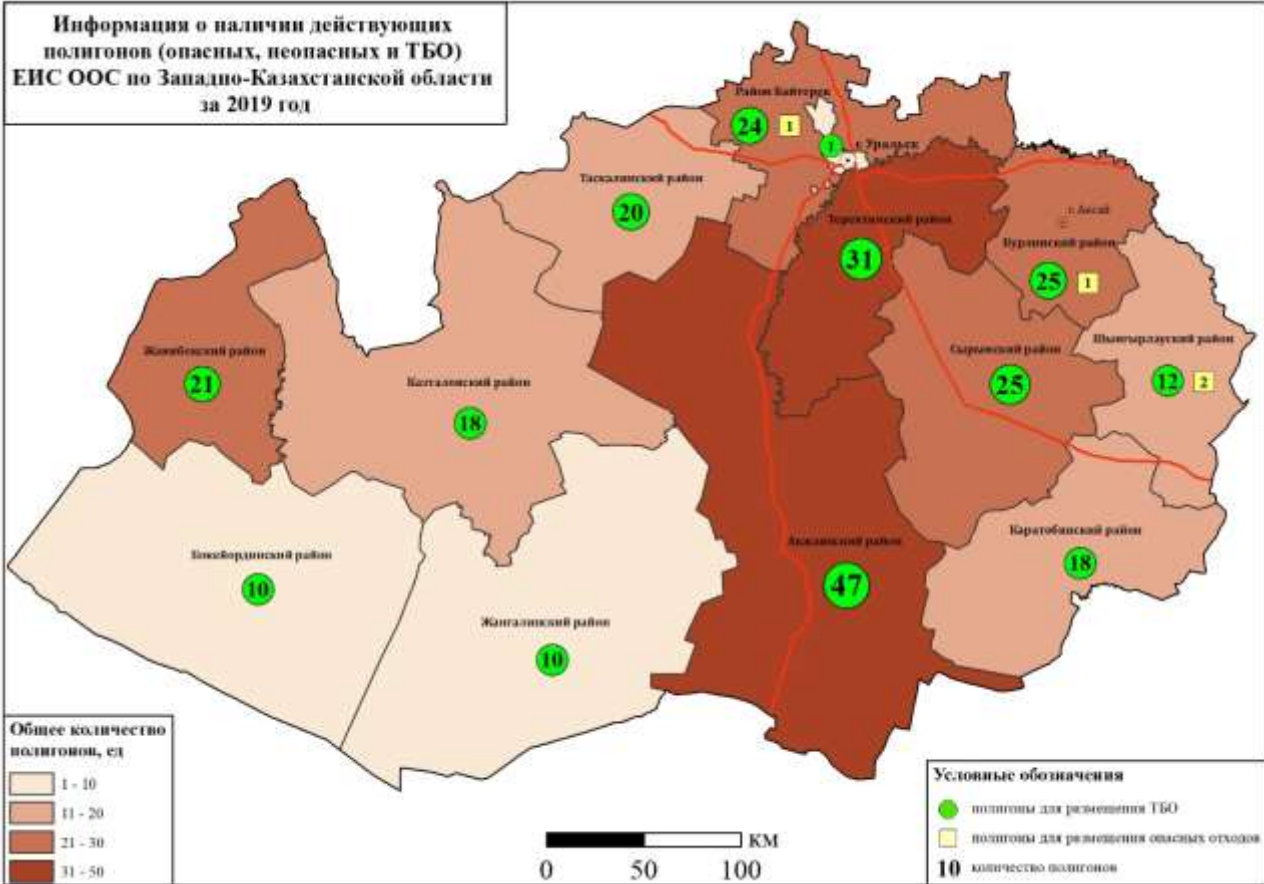 Информация о наличии действующих
полигонов (опасных, неопасных и ТБО)
ЕИС ООС по Западно-Казахстанской области
за 2019 год
Район Байтерек
24
1
1
г. Уральск
Таскалинский район
20
Теректинский район
31
г. Аксай
Бурлинский район
25
1
Шынгырлауский район
12
2
Сырымский район
25
Жанибекский район
21
Казталовский район
18
Каратобинский район
18
Акжаикский район
47
Бокейординский район
10
Жангалинский район
10
Общее количество
полигонов, ед
1 - 10
11 - 20
21 - 30
31 - 50
КМ
0 50 100
Условные обозначения
полигоны для размещения ТБО
полигоны для размещения опасных отходов
10 количество полигонов